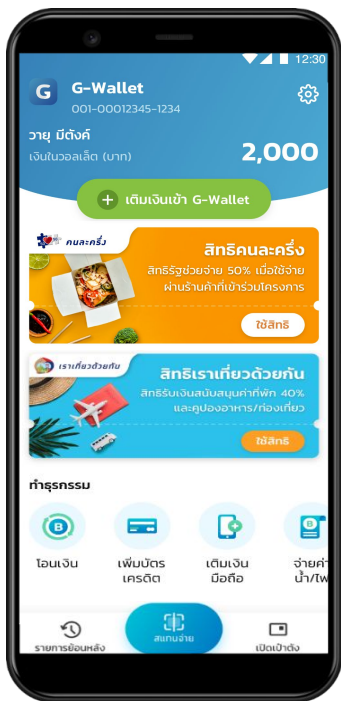 12:30
G
G-Wallet
001-00012345-1234
วายุ มีตังค์
เงินในวอลเล็ต (บาท)
2,000
เติมเงินเข้า G-Wallet
คนละครึ่ง
สิทธิคนละครึ่ง
สิทธิรัฐช่วยจ่าย 50% เมื่อใช้จ่าย
ผ่านร้านค้าที่เข้าร่วมโครงการ
ใช้สิทธิ
เราเที่ยวด้วยกัน
สิทธิเราเที่ยวด้วยกัน
สิทธิรับเงินสนับสนุนค่าที่พัก 40%
และคูปองอาหาร/ท่องเที่ยว
ใช้สิทธิ
ทำธุรกรรม
โอนเงิน
เพิ่มบัตร
เครดิต
เติมเงิน
มือถือ
จ่ายค่า
น้ำ/ไฟ
รายการย้อนหลัง
สแกนจ่าย
เปิดเป๋าตัง